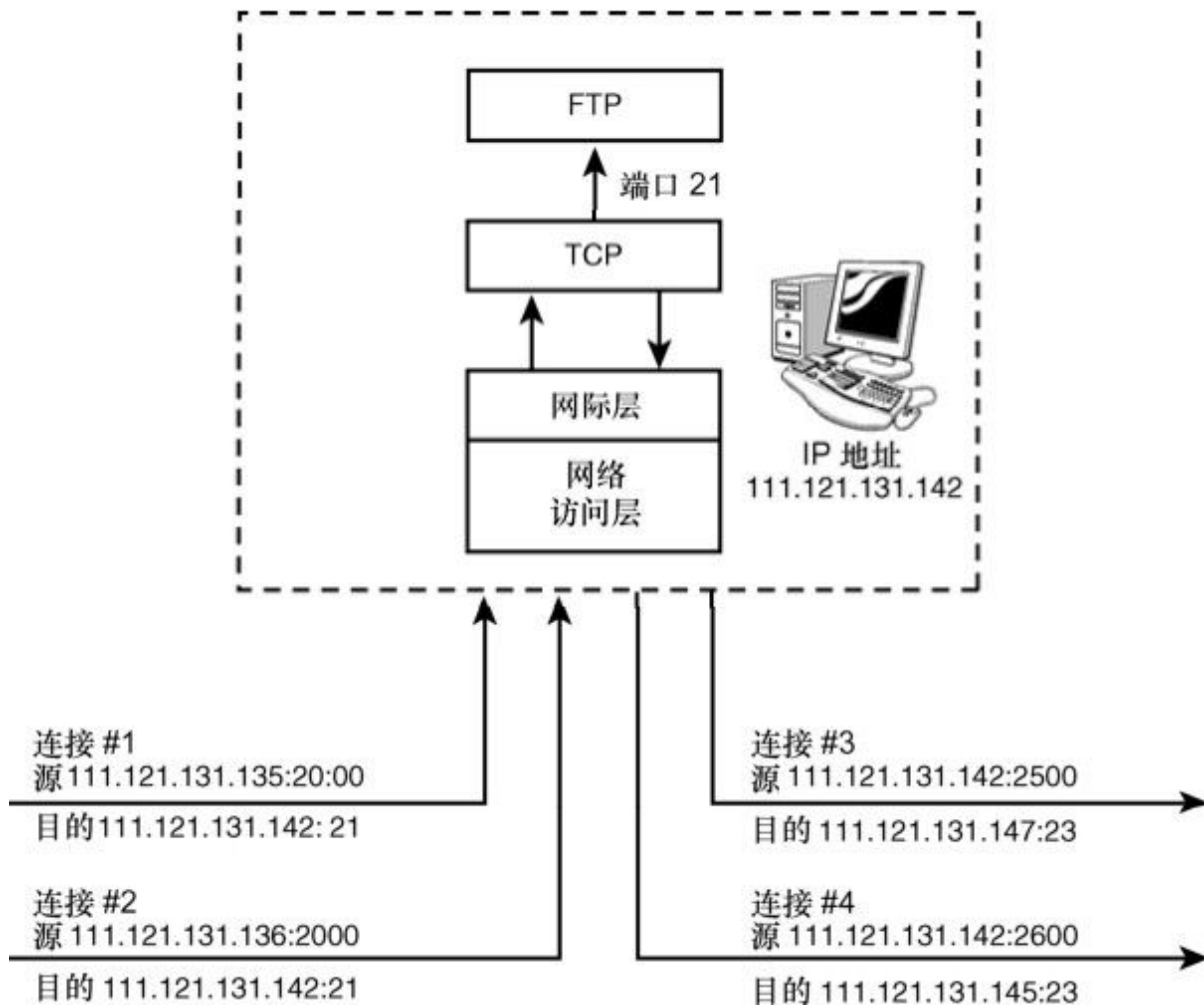 FTP
端口 21
TCP
网际层
网络
访问层
IP 地址
111.121.131.142
连接 #1
源 111.121.131.135:20:00
目的111.121.131.142: 21
连接 #2
源 111.121.131.136:2000
目的 111.121.131.142:21
连接 #3
源 111.121.131.142:2500
目的 111.121.131.147:23
连接 #4
源 111.121.131.142:2600
目的 111.121.131.145:23